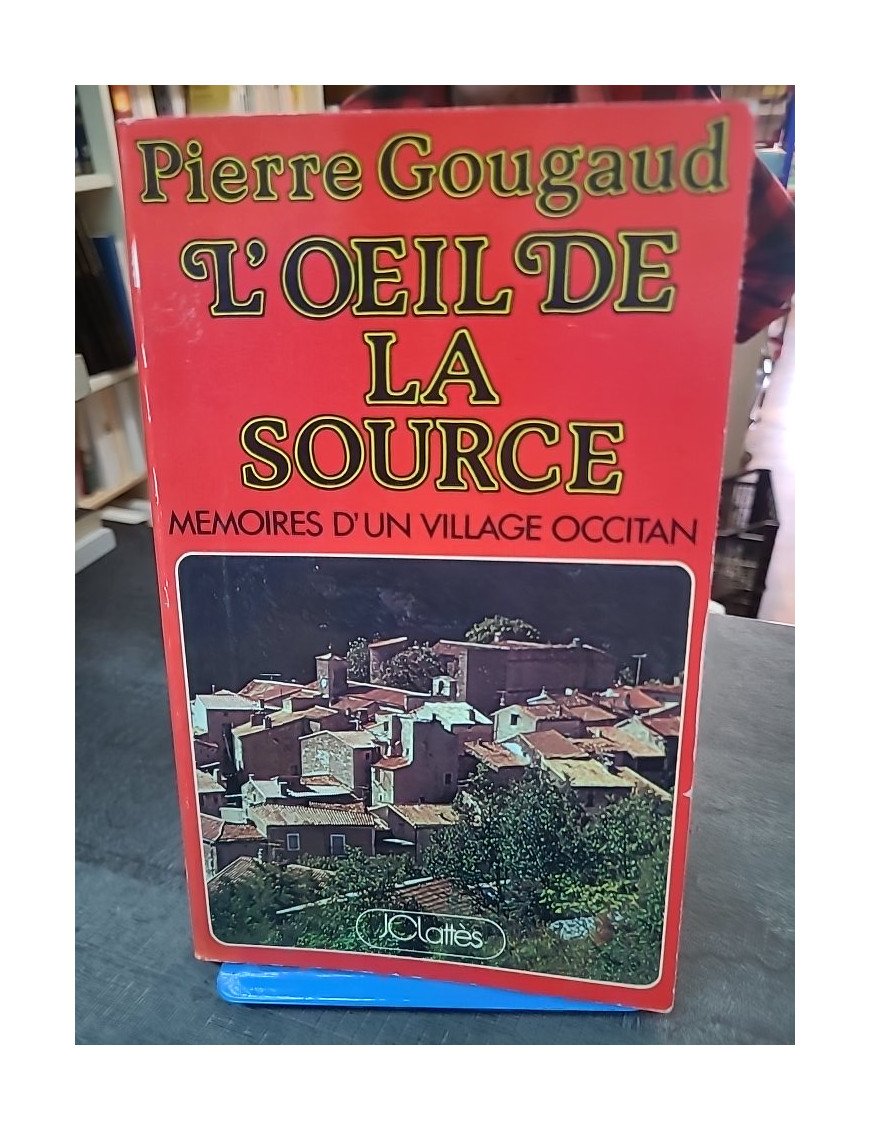 Pierre Gougaud
L'OEIL DE
LA
SOURCE
MEMOIRES D'UN VILLAGE OCCITAN
JCLattès